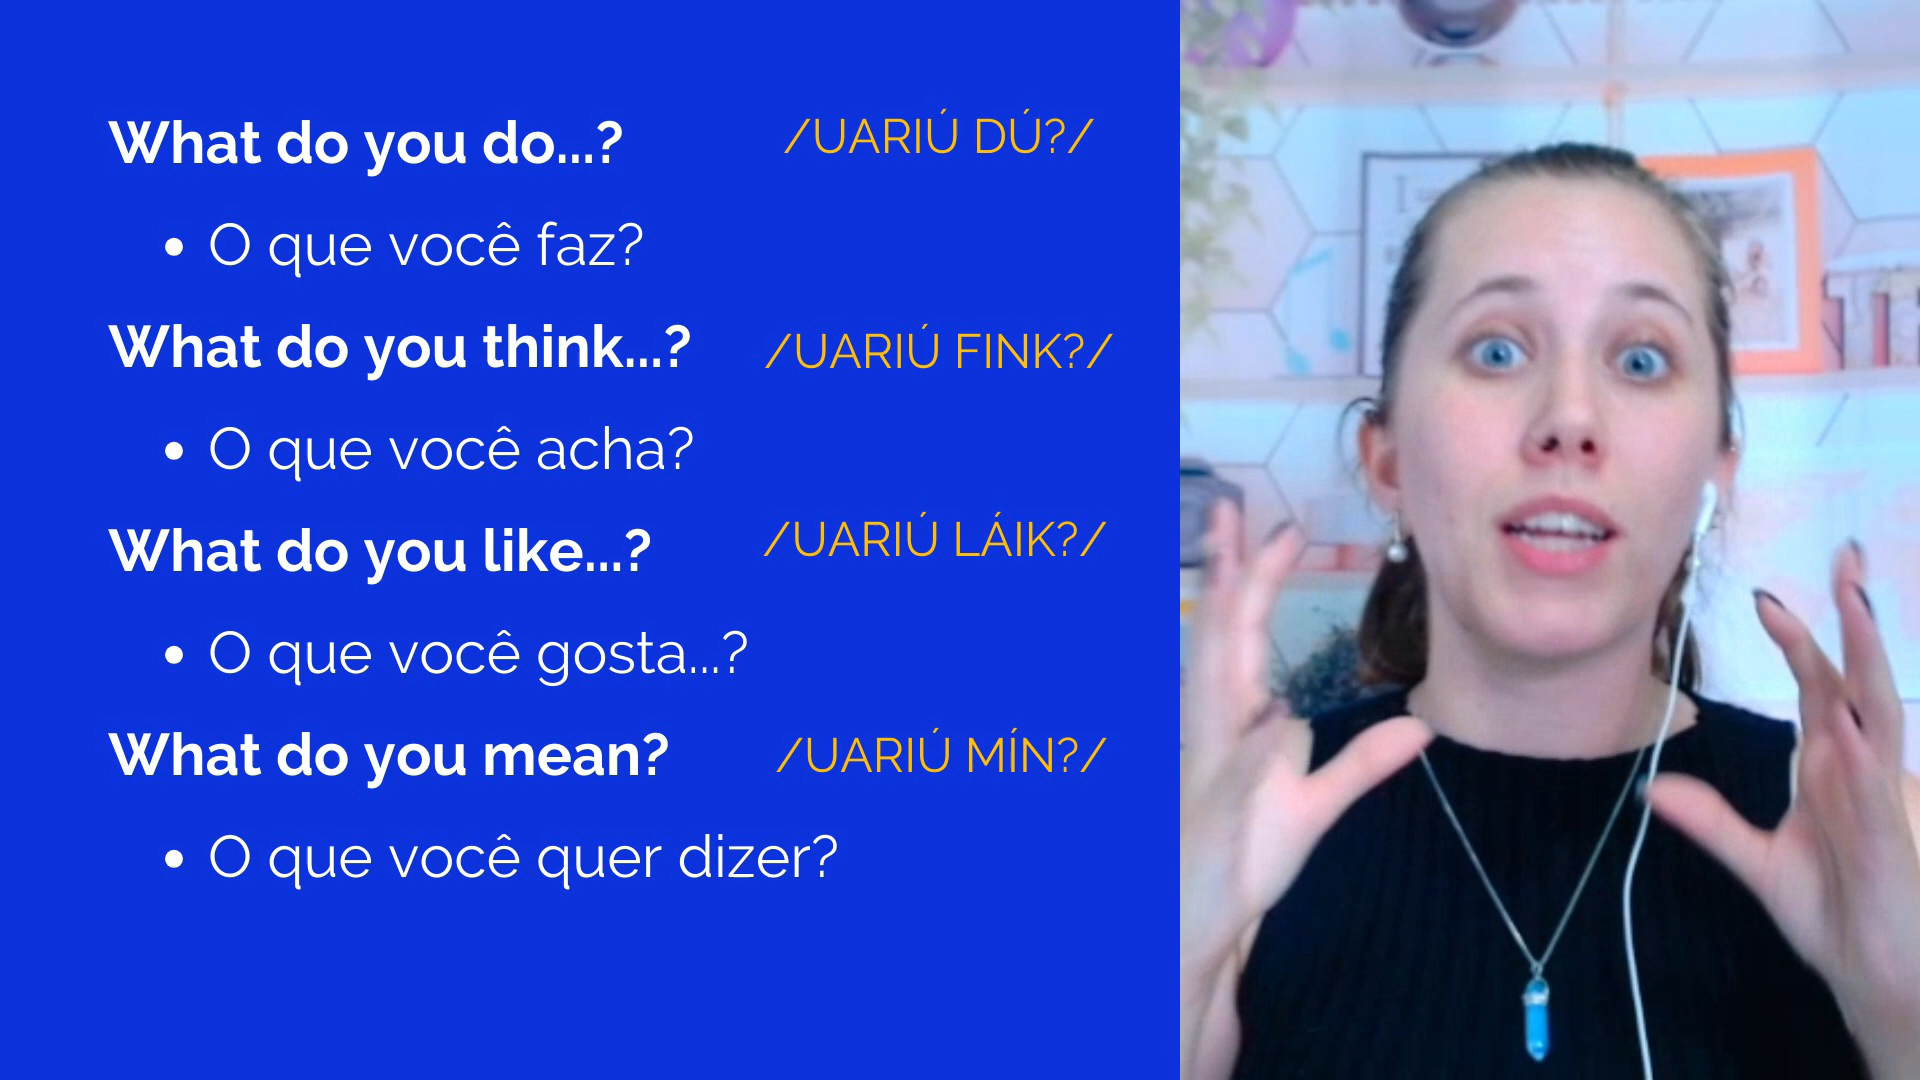 What do you do...? /UARIÚ DÚ?/
• O que você faz?
What do you think...? /UARIÚ FINK?/
• O que você acha?
What do you like...? /UARIÚ LÁIK?/
• O que você gosta...?
What do you mean? /UARIÚ MÍN?/
• O que você quer dizer?